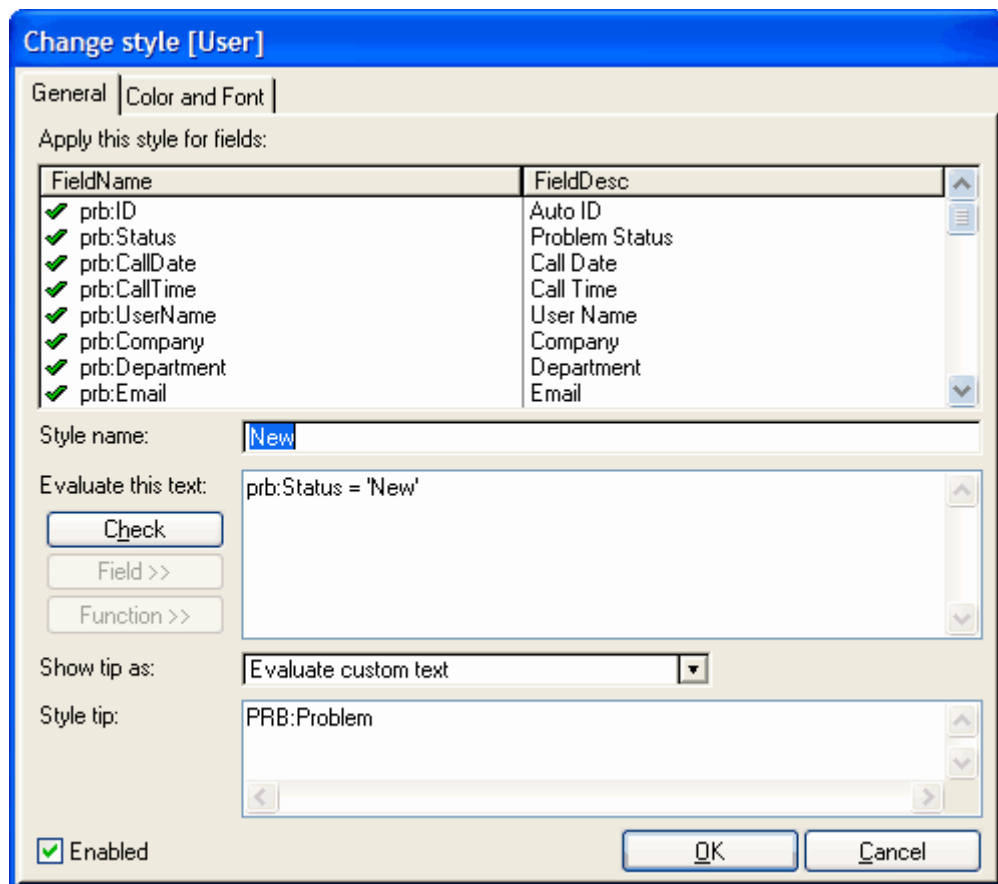 Change style [User]
General Color and Font
Apply this style for fields:
FieldName FieldDesc
prb:ID Auto ID
prb:Status Problem Status
prb:CallDate Call Date
prb:CallTime Call Time
prb:UserName User Name
prb:Company Company
prb:Department Department
prb:Email Email
Style name: New
Evaluate this text: prb:Status = 'New'
Check
Field >>
Function >>
Show tip as: Evaluate custom text
Style tip: PRB:Problem
Enabled OK Cancel